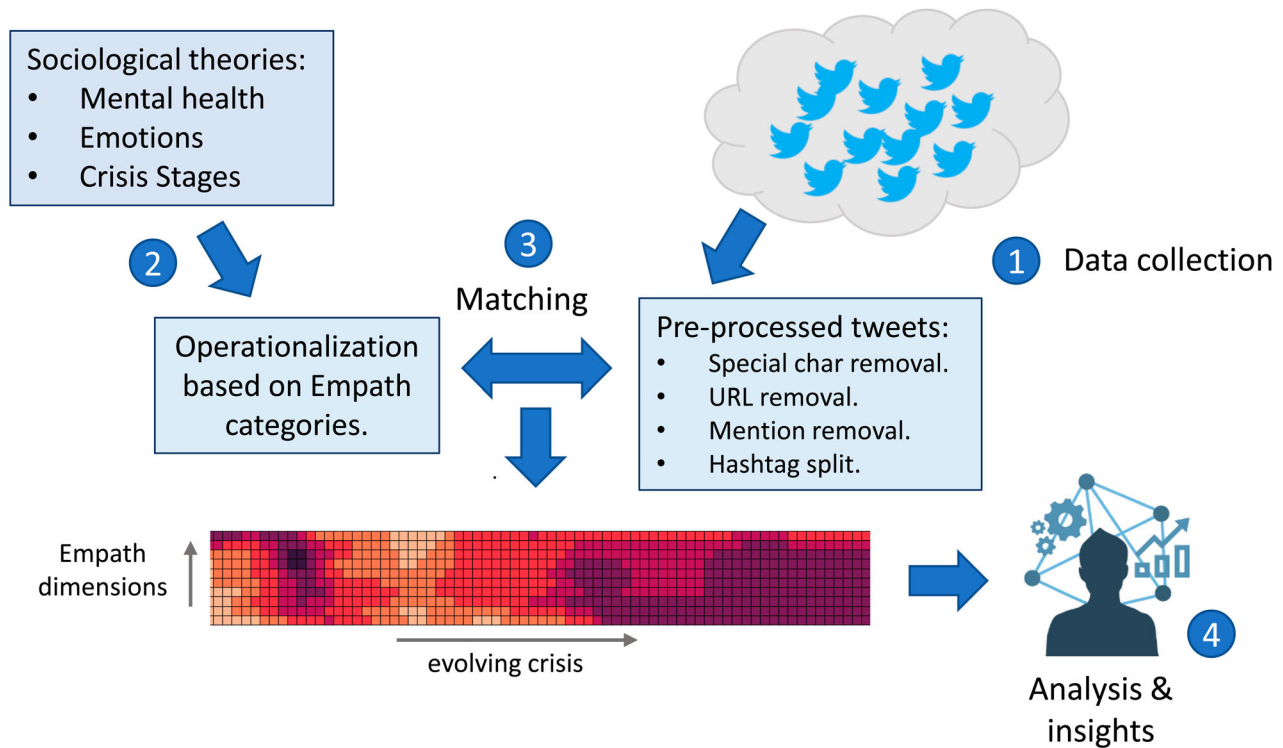 Sociological theories:
• Mental health
• Emotions
• Crisis Stages
2
3
Matching
1
Data collection
Operationalization
based on Empath
categories.
Pre-processed tweets:
• Special char removal.
• URL removal.
• Mention removal.
• Hashtag split.
.
Empath
dimensions
evolving crisis
4
Analysis &
insights